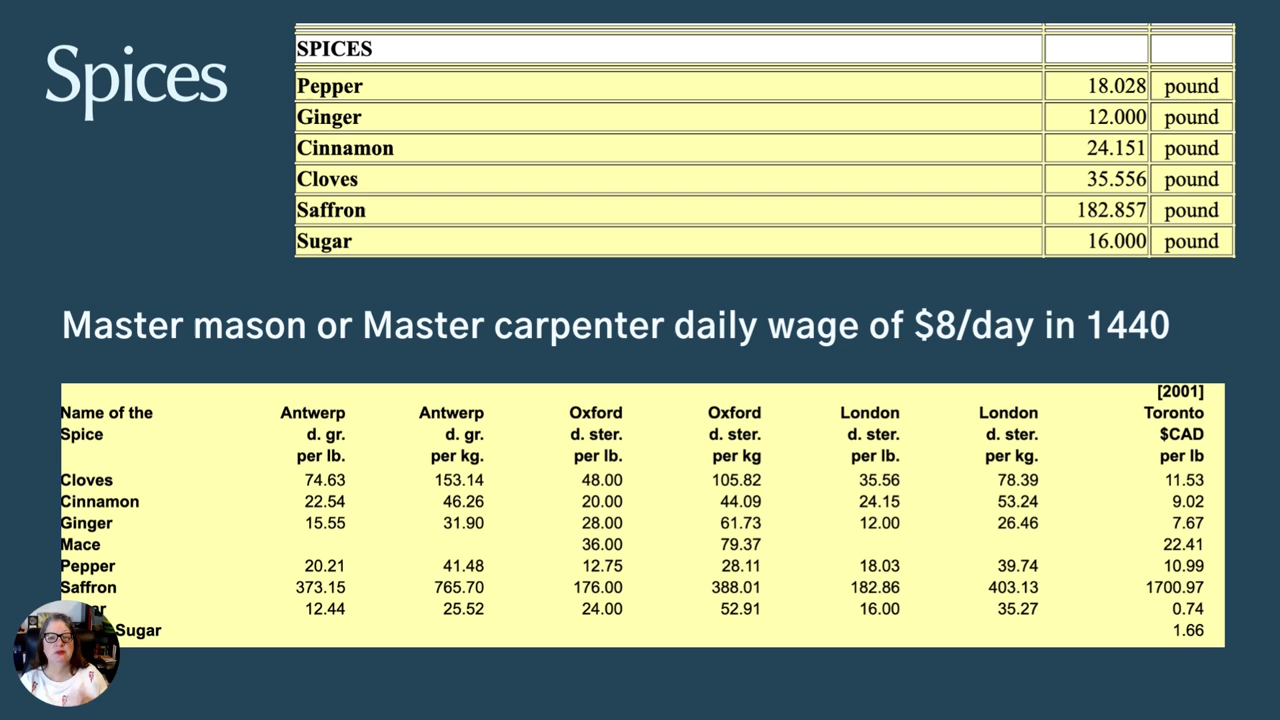 Spices
SPICES
Pepper 18.028 pound
Ginger 12.000 pound
Cinnamon 24.151 pound
Cloves 35.556 pound
Saffron 182.857 pound
Sugar 16.000 pound
Master mason or Master carpenter daily wage of $8/day in 1440
[2001]
Name of the Antwerp Antwerp Oxford Oxford London London Toronto
Spice d. gr. d. gr. d. ster. d. ster. d. ster. d. ster. $CAD
per lb. per kg. per lb. per kg per lb. per kg. per lb
Cloves 74.63 153.14 48.00 105.82 35.56 78.39 11.53
Cinnamon 22.54 46.26 20.00 44.09 24.15 53.24 9.02
Ginger 15.55 31.90 28.00 61.73 12.00 26.46 7.67
Mace 36.00 79.37 22.41
Pepper 20.21 41.48 12.75 28.11 18.03 39.74 10.99
Saffron 373.15 765.70 176.00 388.01 182.86 403.13 1700.97
12.44 25.52 24.00 52.91 16.00 35.27 0.74
Sugar 1.66